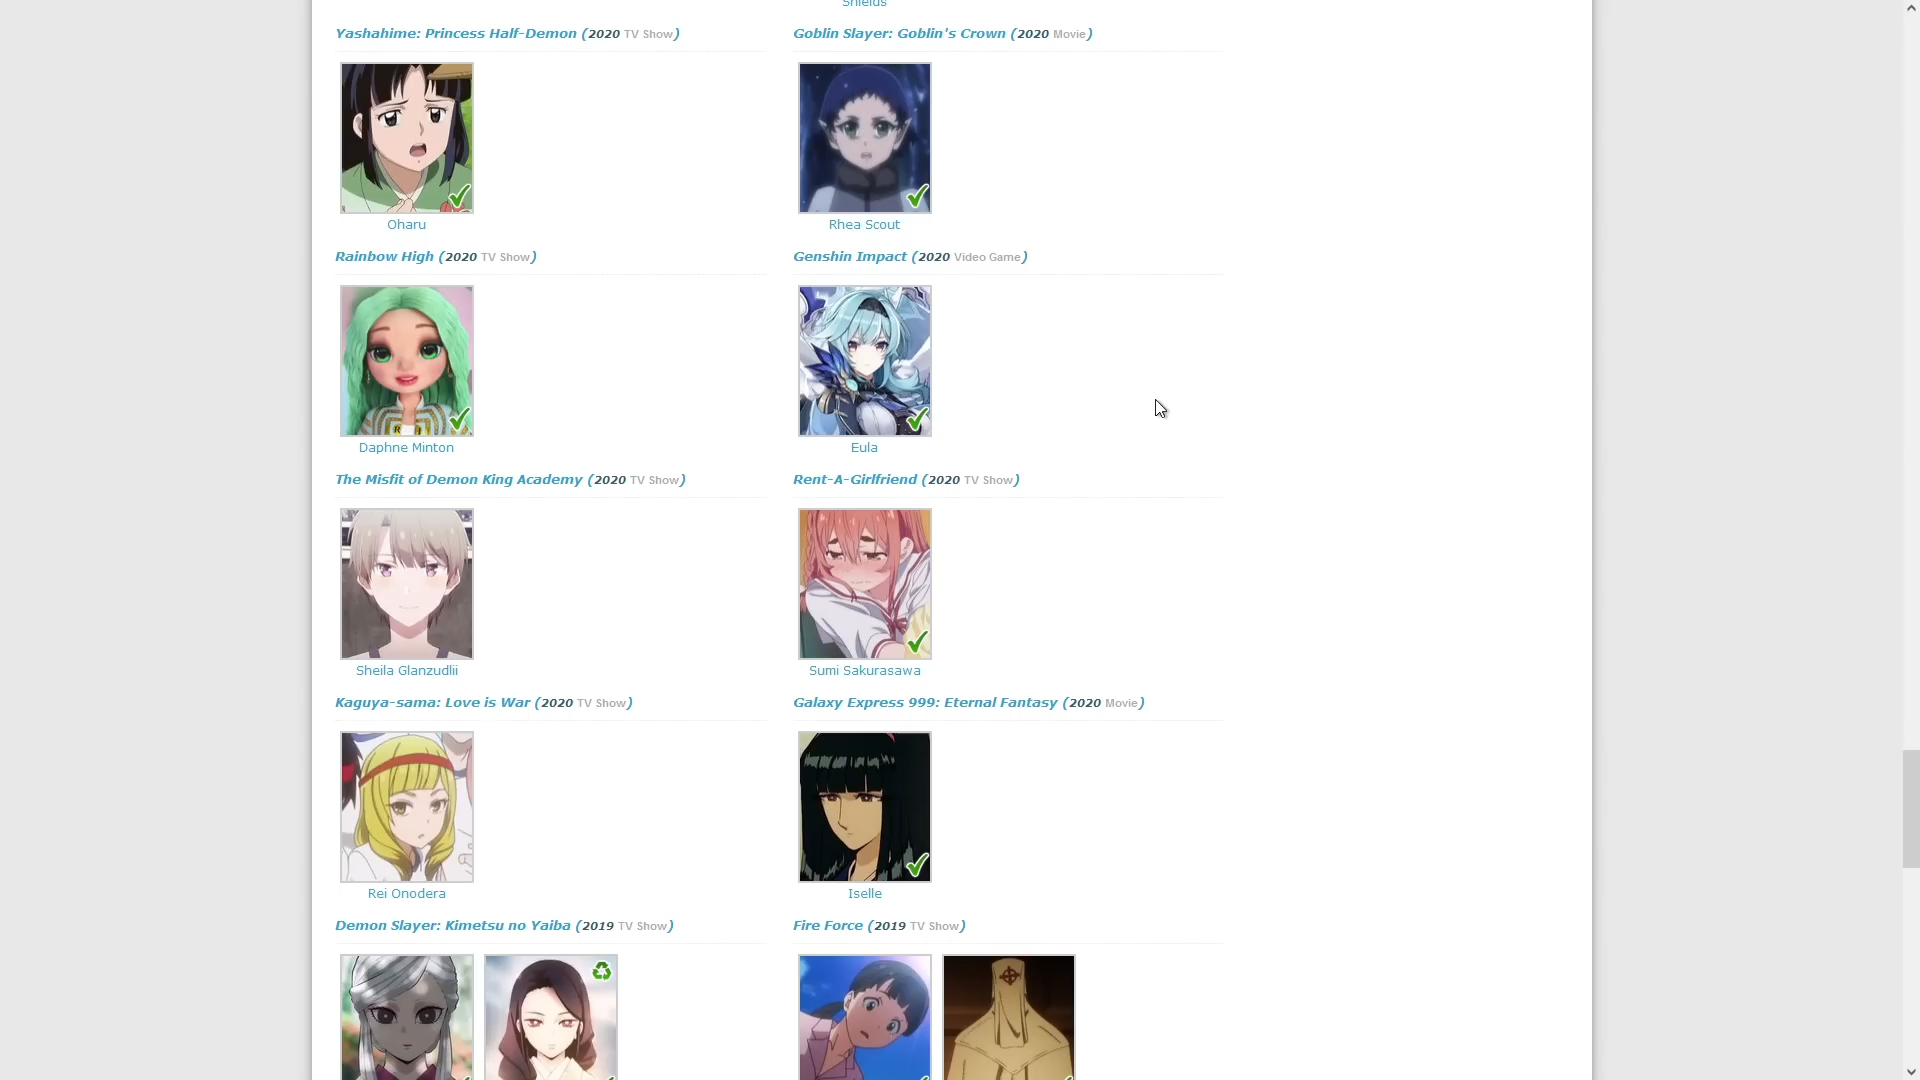 Shields
Yashahime: Princess Half-Demon (2020 TV Show)
Goblin Slayer: Goblin's Crown (2020 Movie)
Oharu
Rhea Scout
Rainbow High (2020 TV Show)
Genshin Impact (2020 Video Game)
Daphne Minton
Eula
The Misfit of Demon King Academy (2020 TV Show)
Rent-A-Girlfriend (2020 TV Show)
Sheila Glanzudlii
Sumi Sakurasawa
Kaguya-sama: Love is War (2020 TV Show)
Galaxy Express 999: Eternal Fantasy (2020 Movie)
Rei Onodera
Iselle
Demon Slayer: Kimetsu no Yaiba (2019 TV Show)
Fire Force (2019 TV Show)